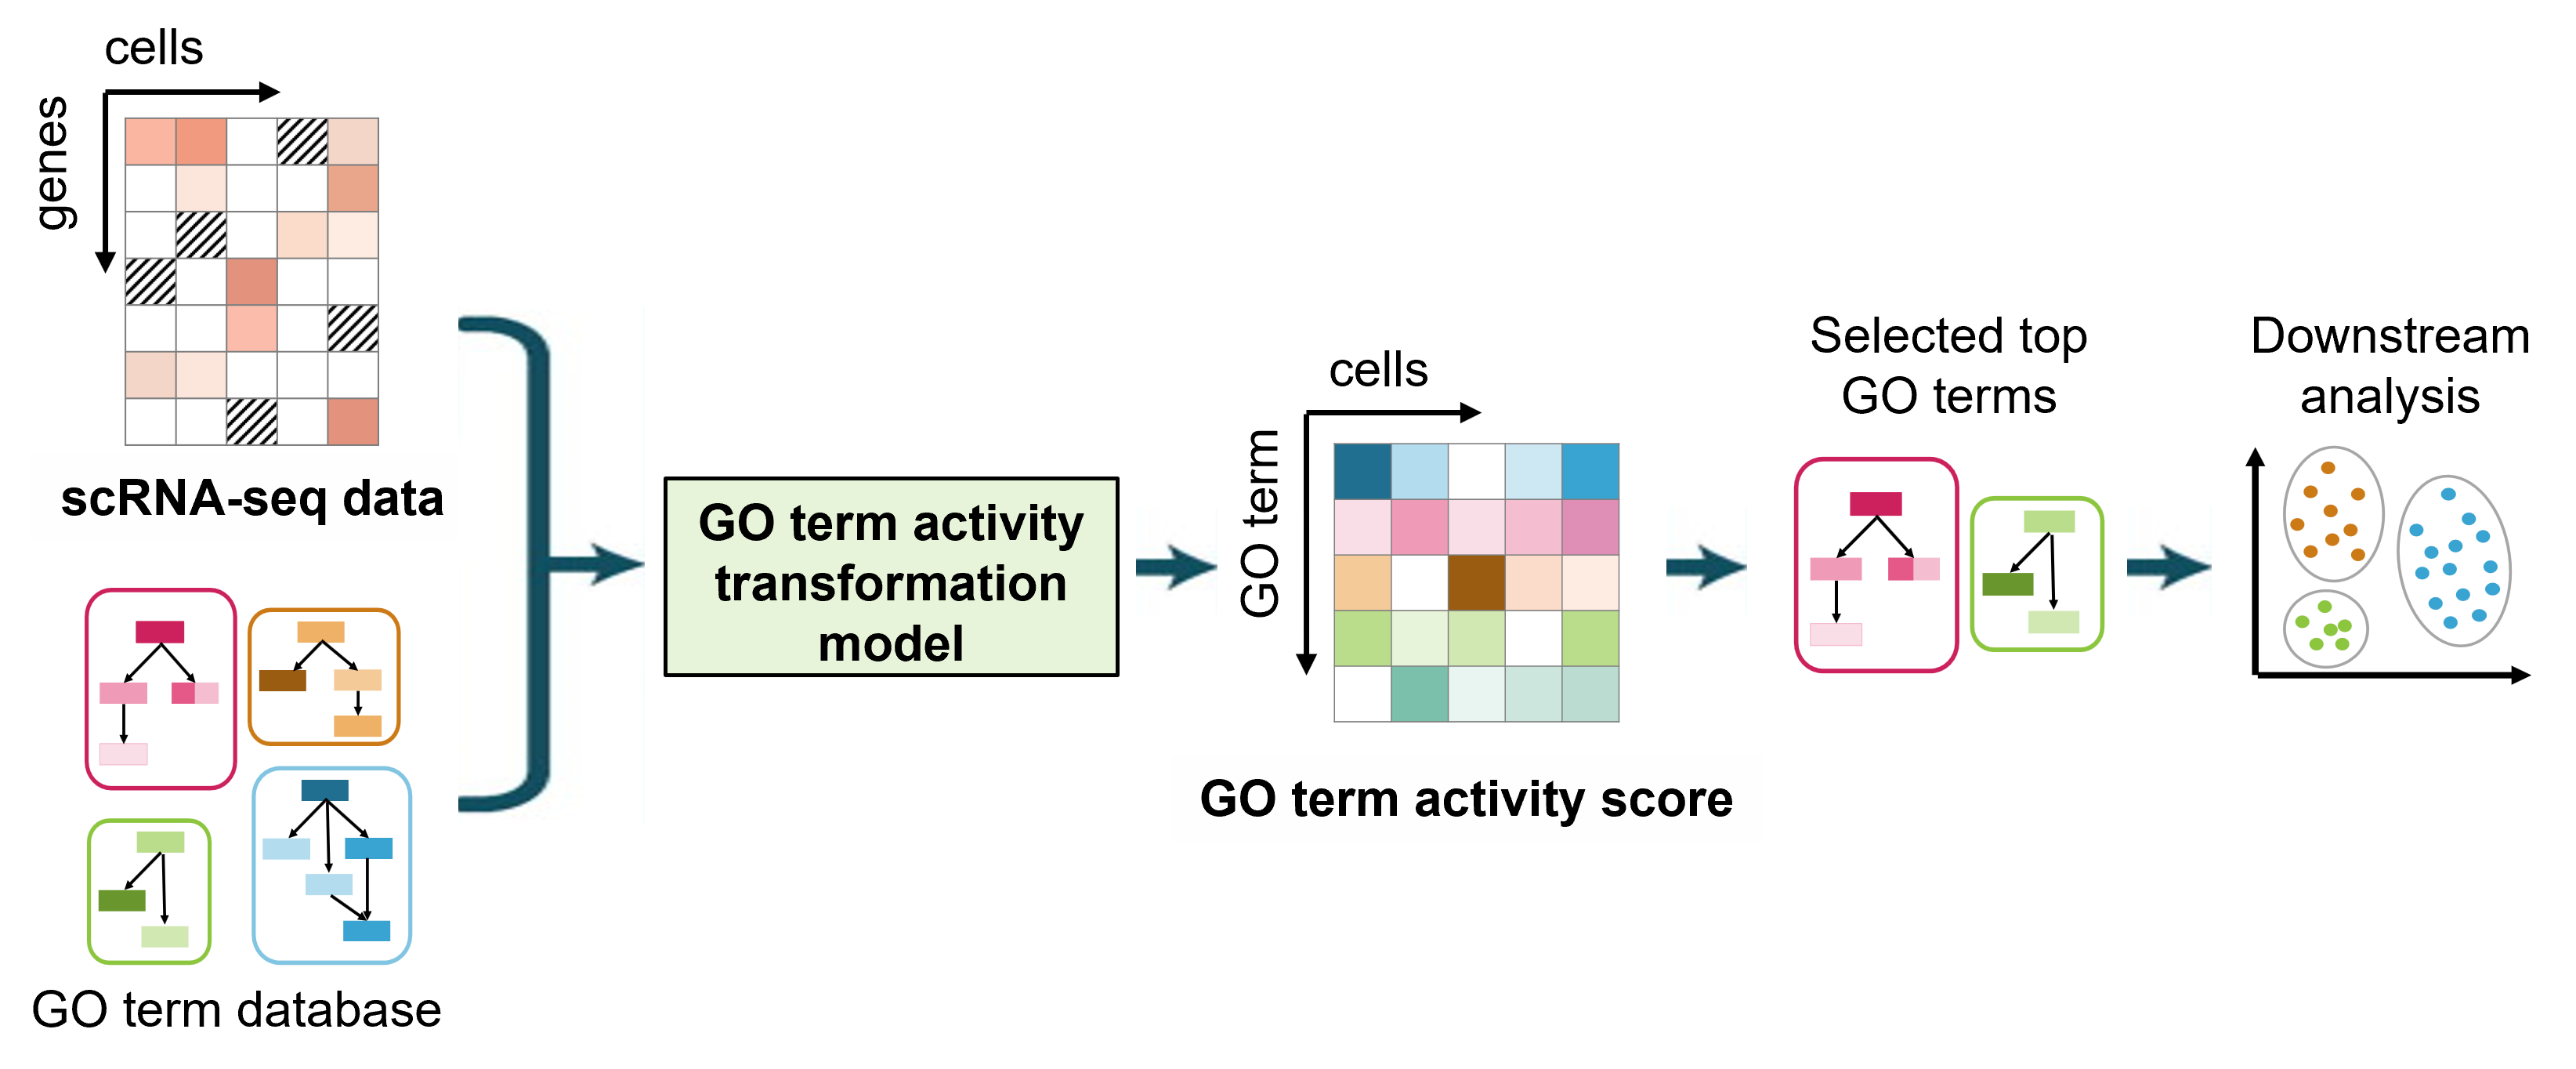 cells
genes
scRNA-seq data
GO term database
GO term activity
transformation
model
cells
GO term
GO term activity score
Selected top
GO terms
Downstream
analysis